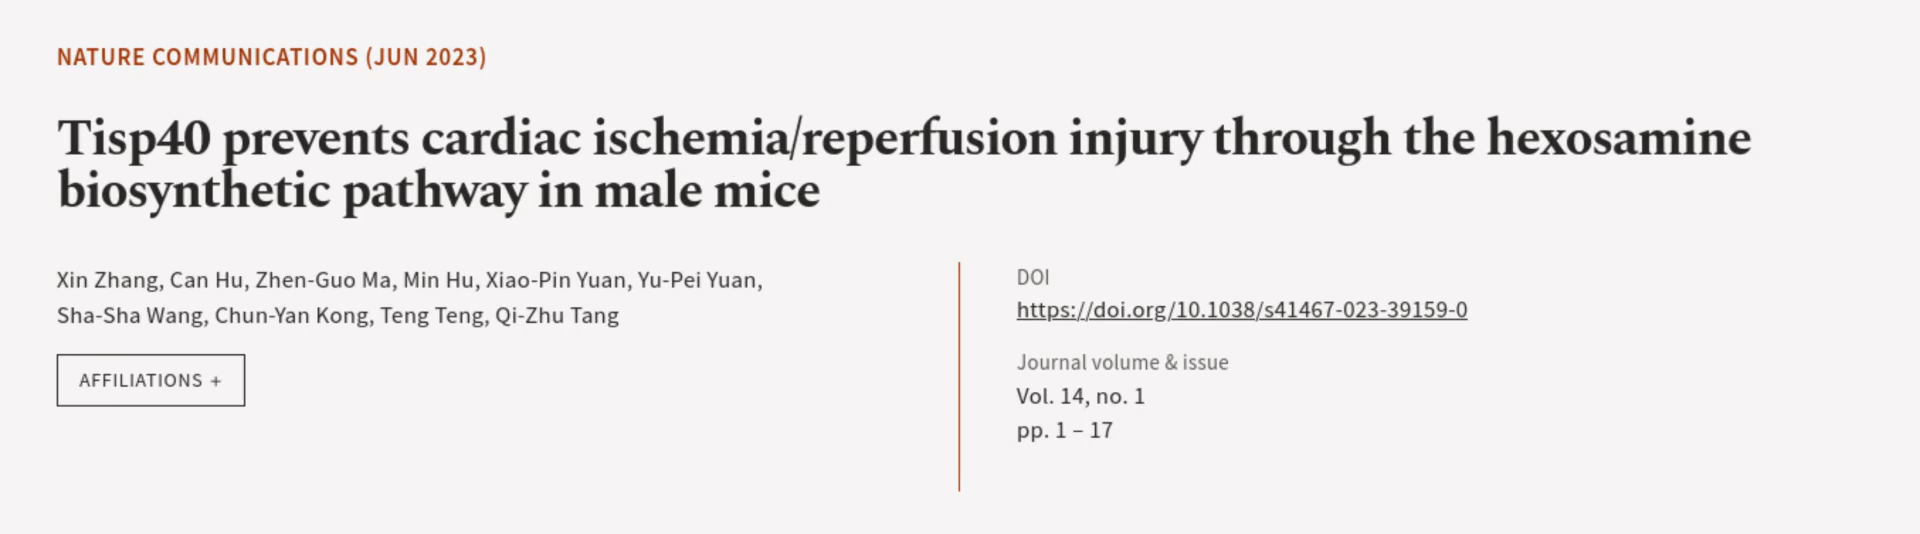 NATURE COMMUNICATIONS (JUN 2023)
Tisp40 prevents cardiac ischemia/reperfusion injury through the hexosamine
biosynthetic pathway in male mice
Xin Zhang, Can Hu, Zhen-Guo Ma, Min Hu, Xiao-Pin Yuan, Yu-Pei Yuan,
Sha-Sha Wang, Chun-Yan Kong, Teng Teng, Qi-Zhu Tang
AFFILIATIONS +
DOI
https://doi.org/10.1038/s41467-023-39159-0
Journal volume & issue
Vol. 14, no. 1
pp. 1 – 17